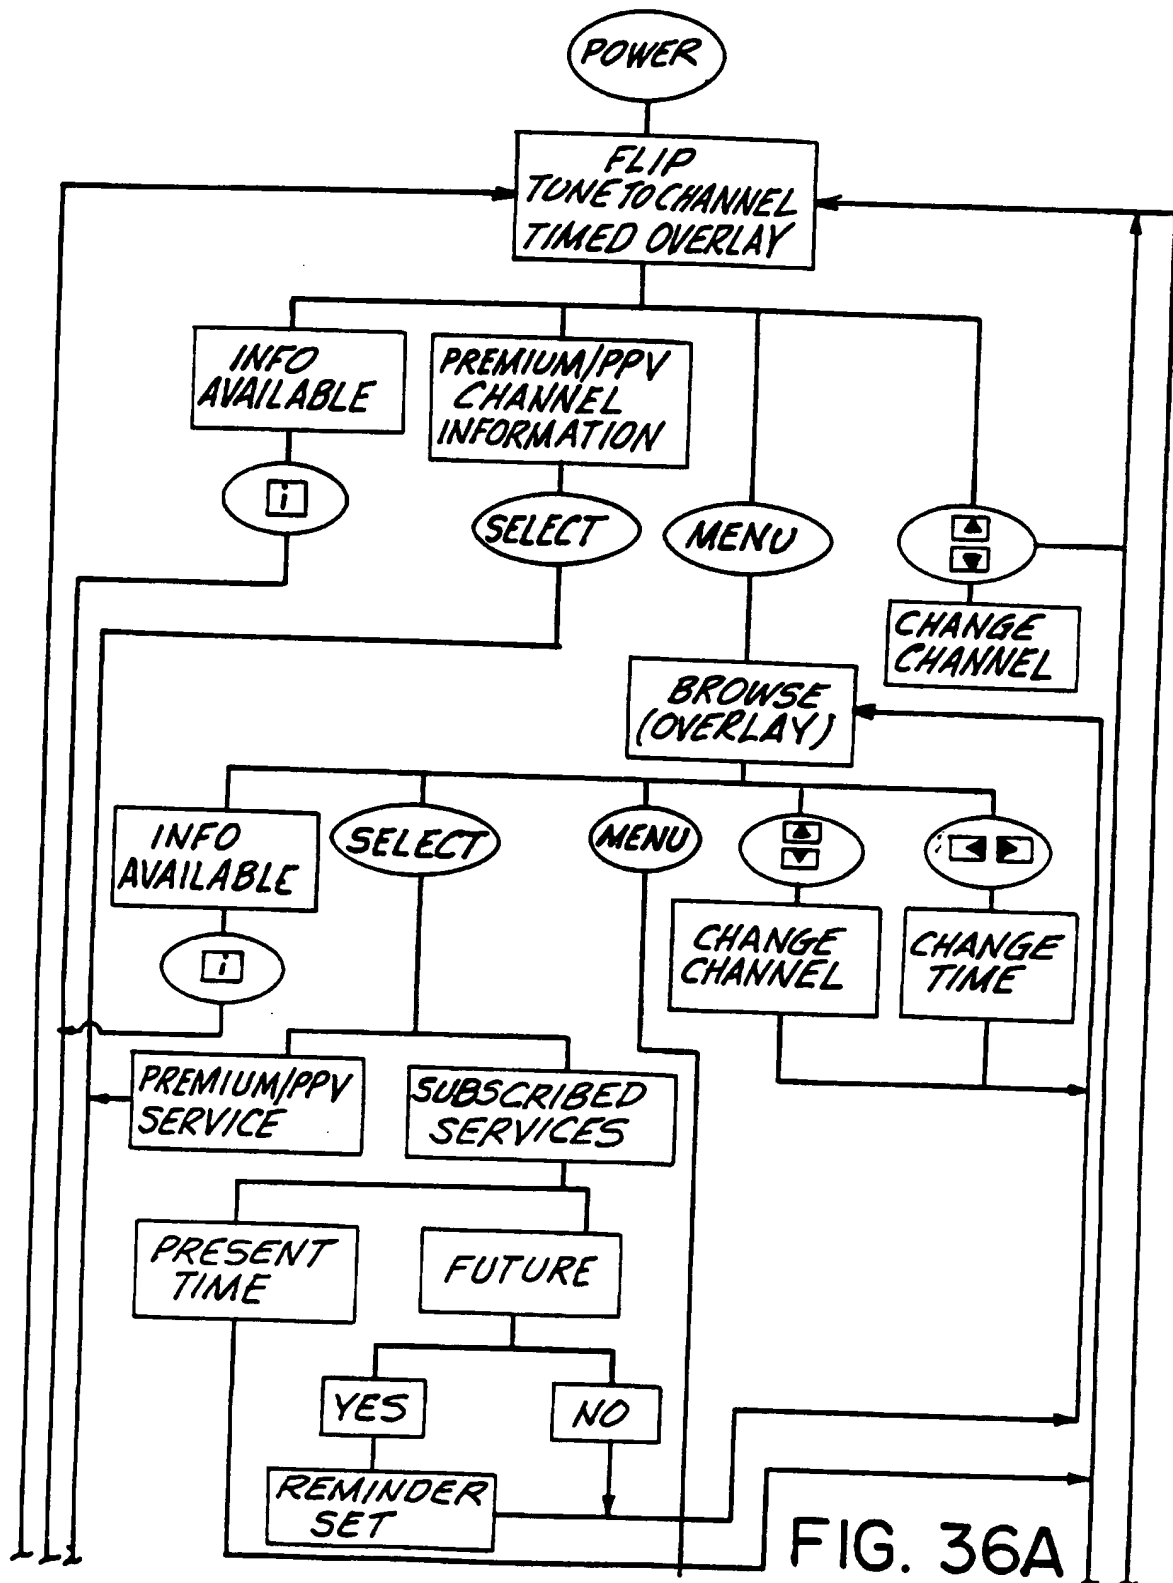 POWER
FLIP
TUNE TO CHANNEL
TIMED OVERLAY
INFO
AVAILABLE
PREMIUM/PPV
CHANNEL
INFORMATION
i
SELECT
MENU
CHANGE
CHANNEL
BROWSE
(OVERLAY)
INFO
AVAILABLE
SELECT
MENU
i
CHANGE
CHANNEL
CHANGE
TIME
PREMIUM/PPV
SERVICE
SUBSCRIBED
SERVICES
PRESENT
TIME
FUTURE
YES
NO
REMINDER
SET
FIG. 36A